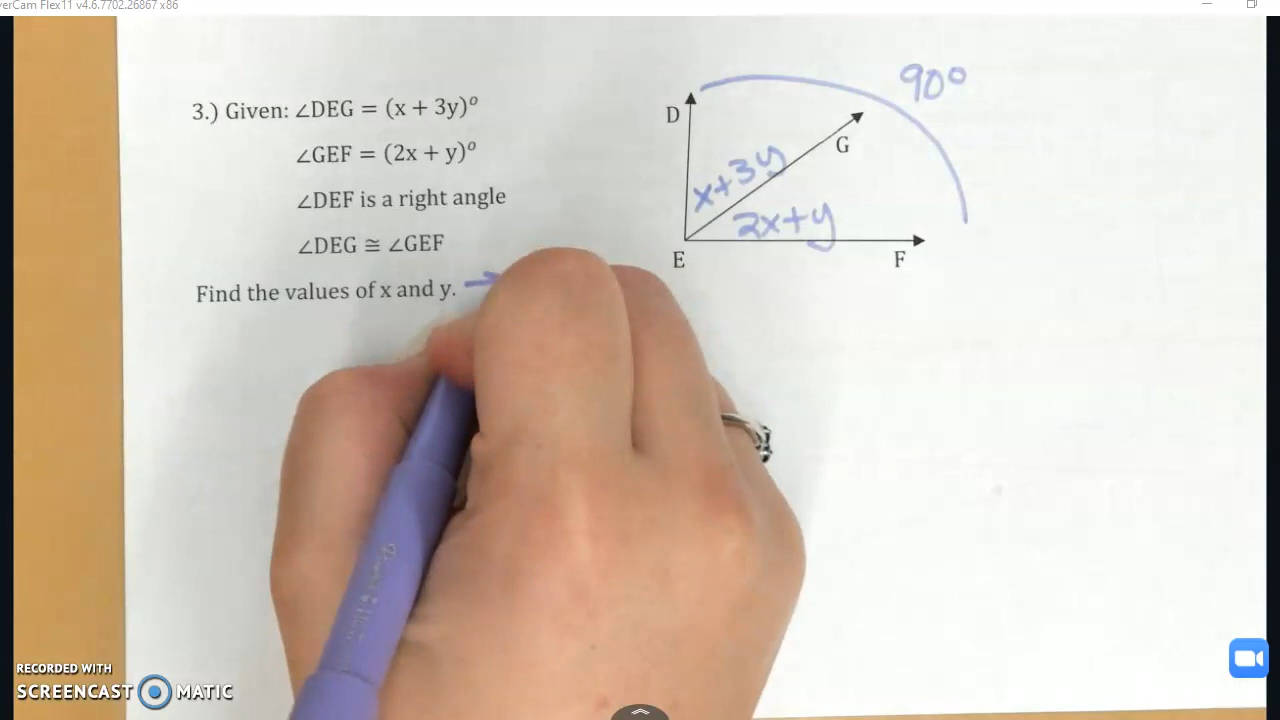 erCam Flex11 v4.6.7702.26867 x86
3.) Given: ∠DEG = (x + 3y)°
∠GEF = (2x + y)°
∠DEF is a right angle
∠DEG ≅ ∠GEF
Find the values of x and y.
90°
D
G
x+3y
2x+y
E
F
RECORDED WITH
SCREENCAST MATIC